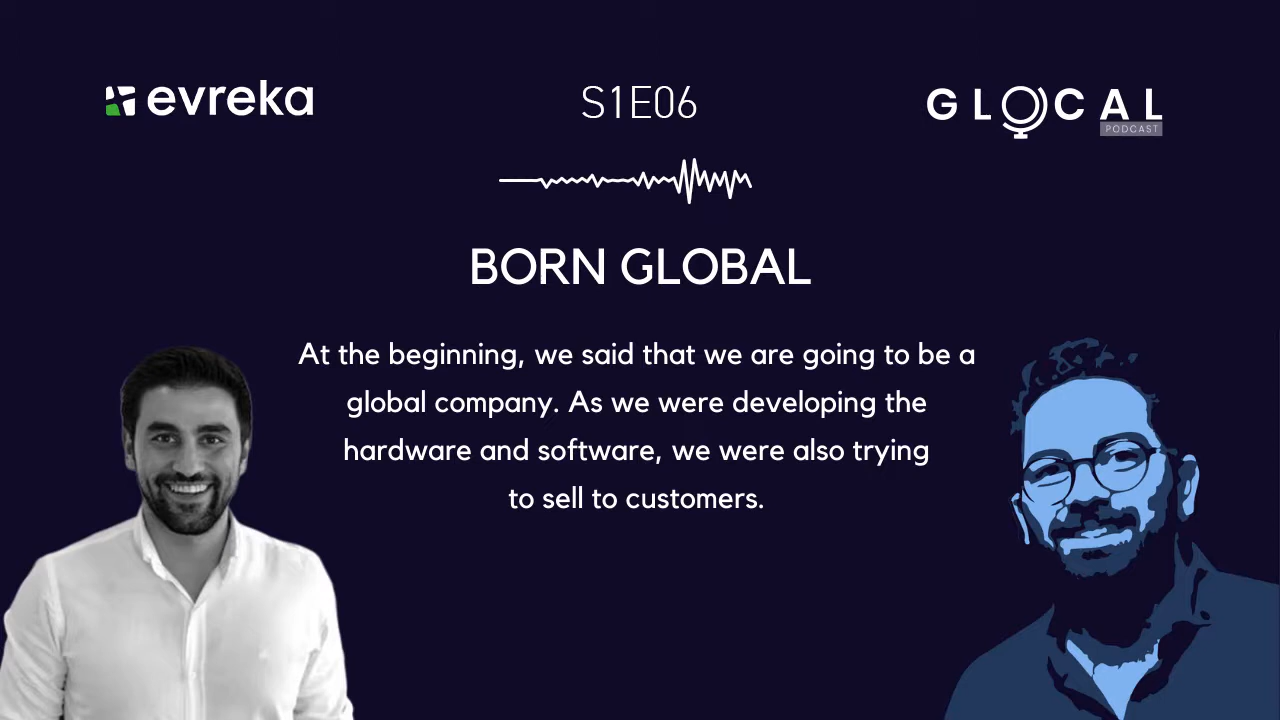 evreka
S1E06
GLOCAL
PODCAST
BORN GLOBAL
At the beginning, we said that we are going to be a
global company. As we were developing the
hardware and software, we were also trying
to sell to customers.